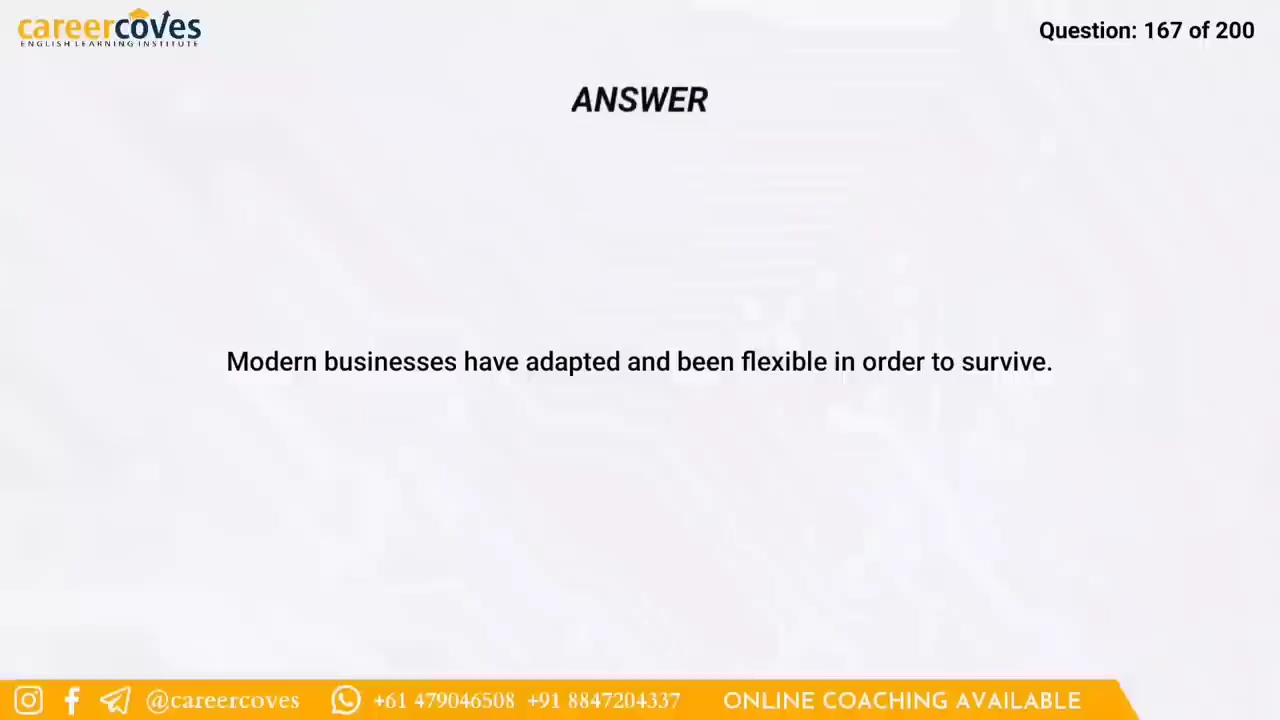 careercoves
ENGLISH LEARNING INSTITUTE
Question: 167 of 200
ANSWER
Modern businesses have adapted and been flexible in order to survive.
@careercoves +61 479046508 +91 8847204337 ONLINE COACHING AVAILABLE